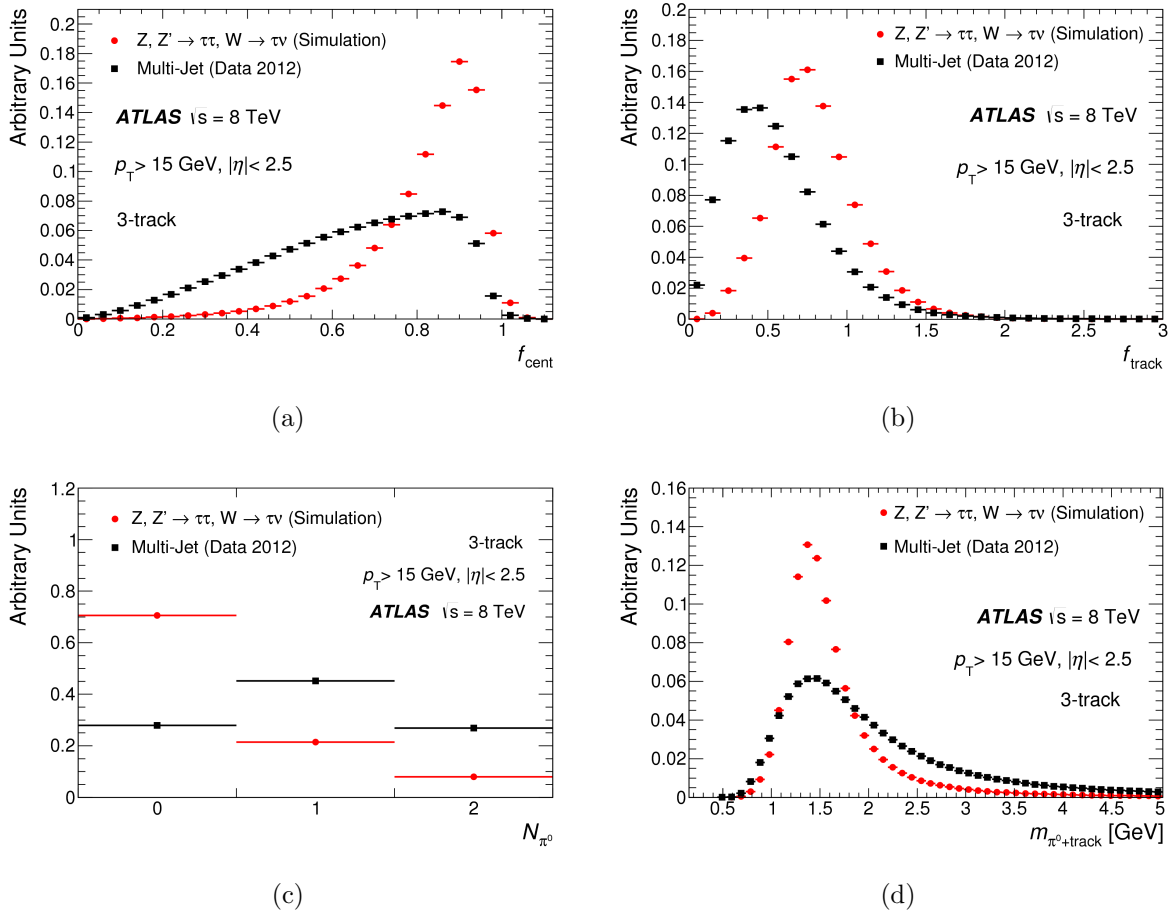 Arbitrary Units
0.2
0.18
0.16
0.14
0.12
0.1
0.08
0.06
0.04
0.02
0
Z, Z' → ττ, W → τν (Simulation)
Multi-Jet (Data 2012)
ATLAS √s = 8 TeV
p_T > 15 GeV, |η| < 2.5
3-track
0 0.2 0.4 0.6 0.8 1
f_cent
(a)
Arbitrary Units
0.2
0.18
0.16
0.14
0.12
0.1
0.08
0.06
0.04
0.02
0
Z, Z' → ττ, W → τν (Simulation)
Multi-Jet (Data 2012)
ATLAS √s = 8 TeV
p_T > 15 GeV, |η| < 2.5
3-track
0 0.5 1 1.5 2 2.5 3
f_track
(b)
Arbitrary Units
1.2
1
0.8
0.6
0.4
0.2
0
Z, Z' → ττ, W → τν (Simulation)
Multi-Jet (Data 2012)
3-track
p_T > 15 GeV, |η| < 2.5
ATLAS √s = 8 TeV
0 1 2
N_π⁰
(c)
Arbitrary Units
0.16
0.14
0.12
0.1
0.08
0.06
0.04
0.02
0
Z, Z' → ττ, W → τν (Simulation)
Multi-Jet (Data 2012)
ATLAS √s = 8 TeV
p_T > 15 GeV, |η| < 2.5
3-track
0.5 1 1.5 2 2.5 3 3.5 4 4.5 5
m_π⁰+track [GeV]
(d)